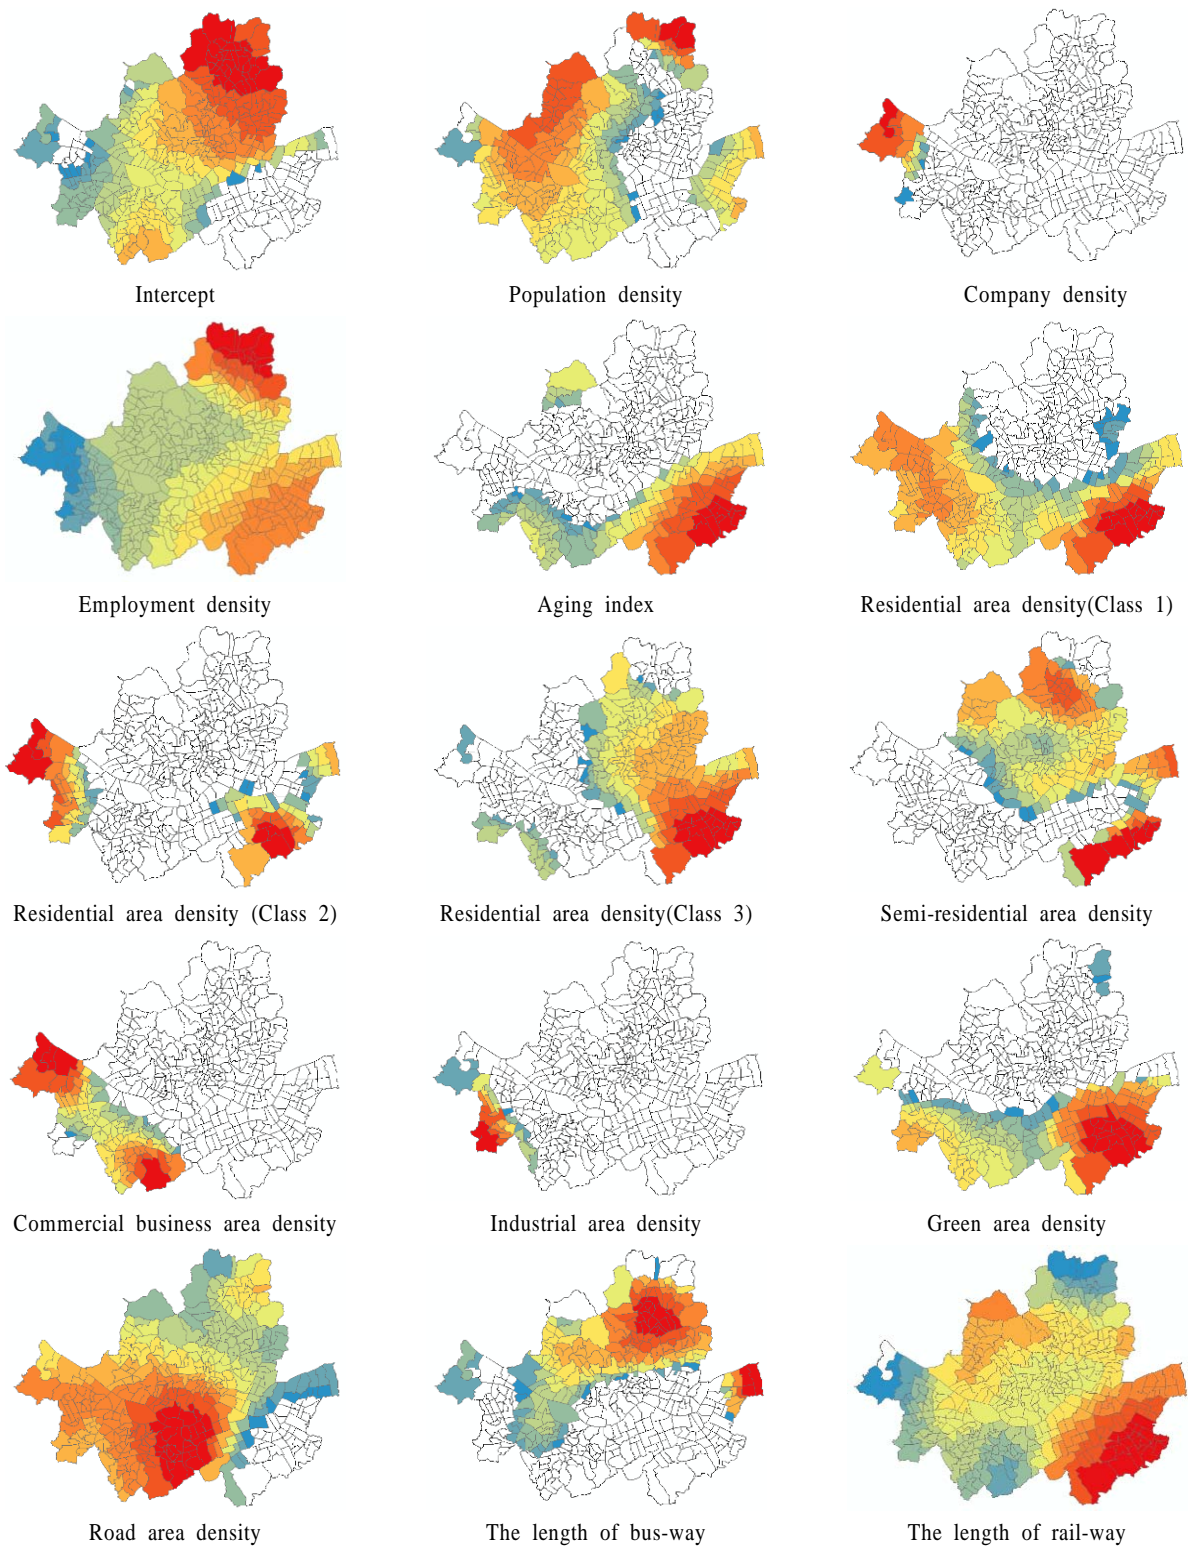 Intercept
Population density
Company density
Employment density
Aging index
Residential area density(Class 1)
Residential area density (Class 2)
Residential area density(Class 3)
Semi-residential area density
Commercial business area density
Industrial area density
Green area density
Road area density
The length of bus-way
The length of rail-way